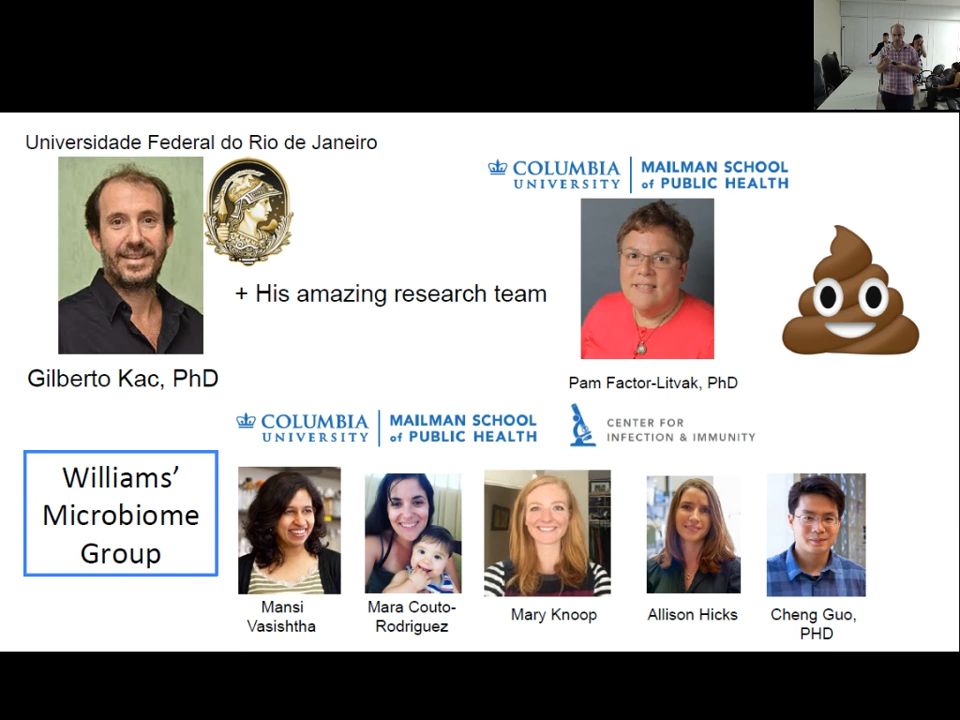 Universidade Federal do Rio de Janeiro
COLUMBIA UNIVERSITY
MAILMAN SCHOOL of PUBLIC HEALTH
+ His amazing research team
Gilberto Kac, PhD
Pam Factor-Litvak, PhD
COLUMBIA UNIVERSITY
MAILMAN SCHOOL of PUBLIC HEALTH
CENTER FOR
INFECTION & IMMUNITY
Williams’
Microbiome
Group
Mansi
Vasishtha
Mara Couto-
Rodriguez
Mary Knoop
Allison Hicks
Cheng Guo,
PHD